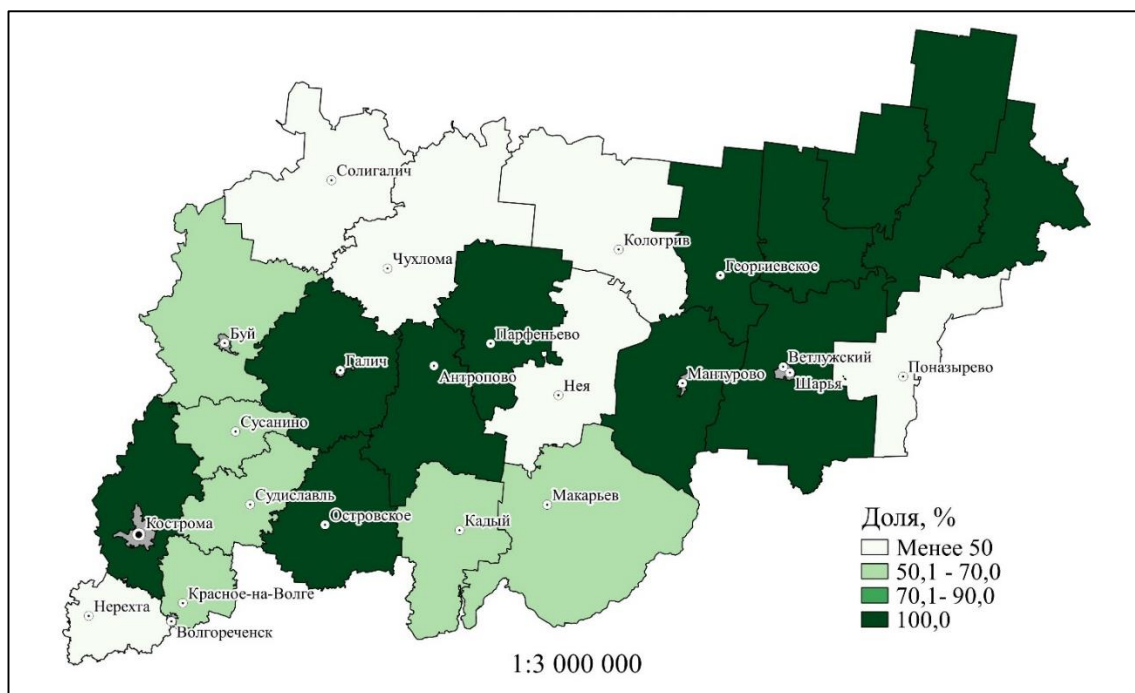 Солигалич
Чухлома
Кологрив
Георгиевское
Буй
Галич
Парфеньево
Антропово
Нея
Мантурово
Ветлужский
Шарья
Поназырево
Сусанино
Судиславль
Островское
Кадый
Макарьев
Кострома
Нерехта
Красное-на-Волге
Волгореченск
Доля, %
Менее 50
50,1 - 70,0
70,1- 90,0
100,0
1:3 000 000